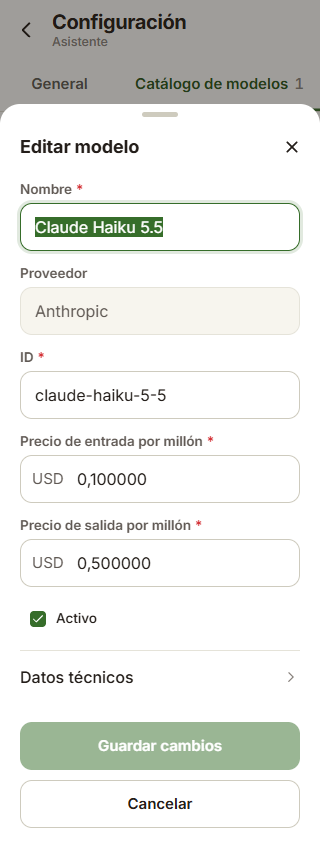 Configuración
Asistente
General
Catálogo de modelos 1
Editar modelo
Nombre *
Claude Haiku 5.5
Proveedor
Anthropic
ID *
claude-haiku-5-5
Precio de entrada por millón *
USD 0,100000
Precio de salida por millón *
USD 0,500000
Activo
Datos técnicos
Guardar cambios
Cancelar